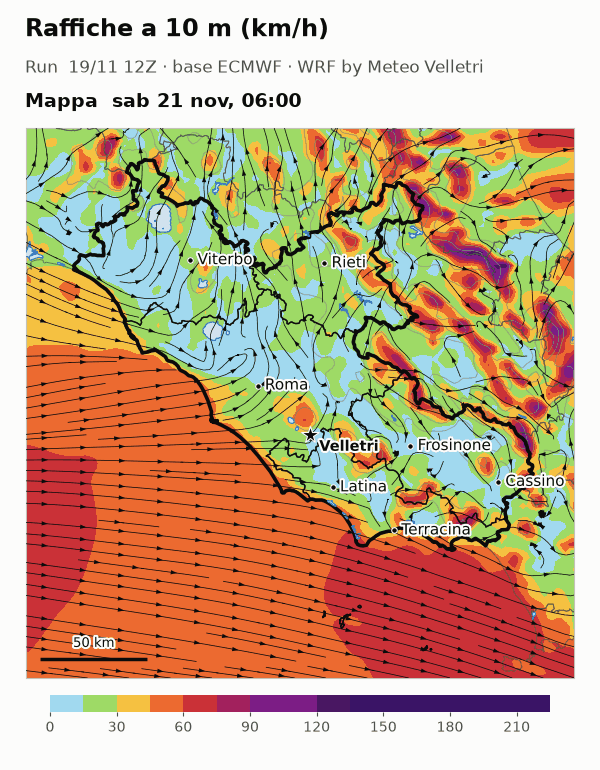 Raffiche a 10 m (km/h)
Run  19/11 12Z · base ECMWF · WRF by Meteo Velletri
Mappa  sab 21 nov, 06:00
Viterbo
Rieti
Roma
Velletri
Frosinone
Latina
Cassino
Terracina
50 km
0 30 60 90 120 150 180 210